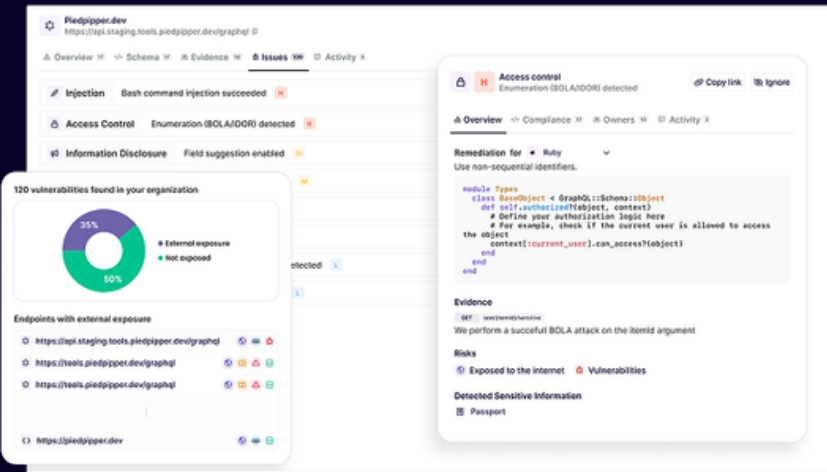 Piedpipper.dev
https://api.staging.tools.piedpipper.dev/graphql
Overview 17 Schema 17 Evidence Issues 120 Activity 3
Injection Bash command injection succeeded H
Access Control Enumeration (BOLA/IDOR) detected H
Information Disclosure Field suggestion enabled
etected L
L
120 vulnerabilities found in your organization
35%
50%
External exposure
Not exposed
Endpoints with external exposure
https://api.staging.tools.piedpipper.dev/graphql
https://tools.piedpipper.dev/graphql
https://tools.piedpipper.dev/graphql
https://piedpipper.dev
H Access control
Enumeration (BOLA/IDOR) detected
Copy link Ignore
Overview Compliance 17 Owners Activity 3
Remediation for Ruby
Use non-sequential identifiers.
module Types
class BaseObject < GraphQL::Schema::Object
def self.authorized?(object, context)
# Define your authorization logic here
# For example, check if the current user is allowed to access
the object
context[:current_user].can_access?(object)
end
end
end
Evidence
GET
We perform a succefull BOLA attack on the itemId argument
Risks
Exposed to the internet Vulnerabilities
Detected Sensitive Information
Passport